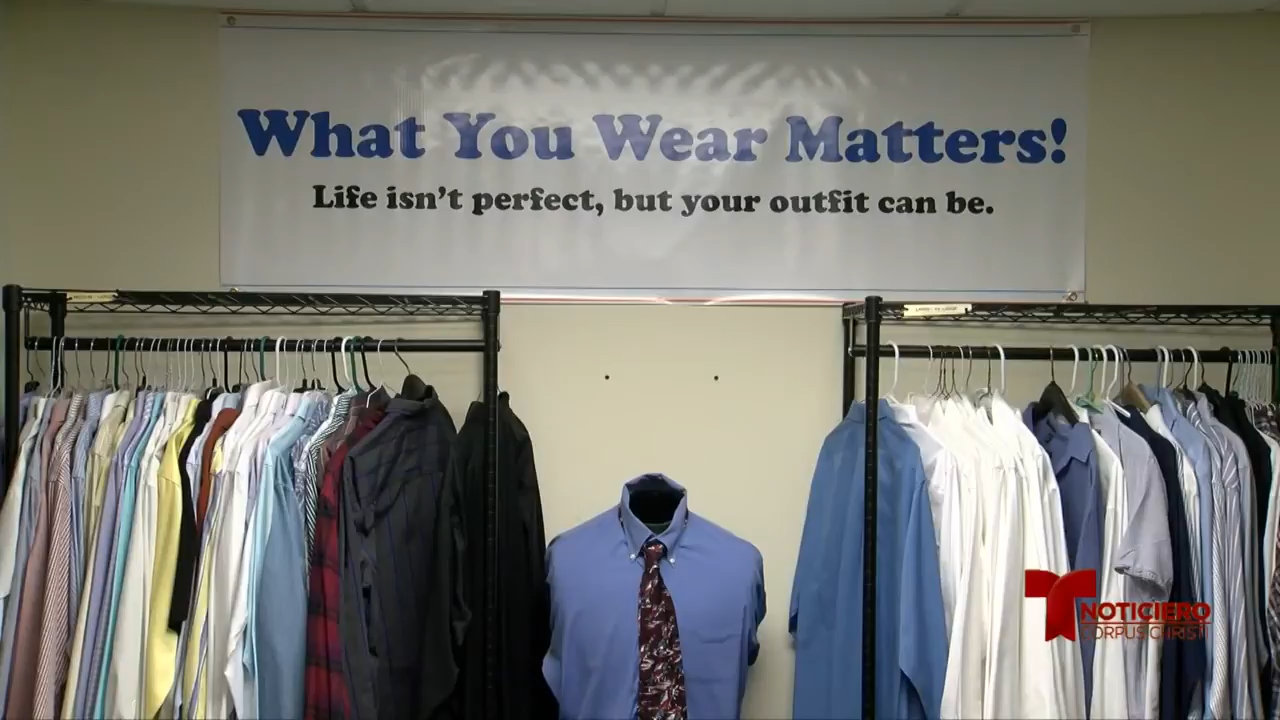 What You Wear Matters!
Life isn't perfect, but your outfit can be.
NOTICIERO
CORPUS CHRISTI